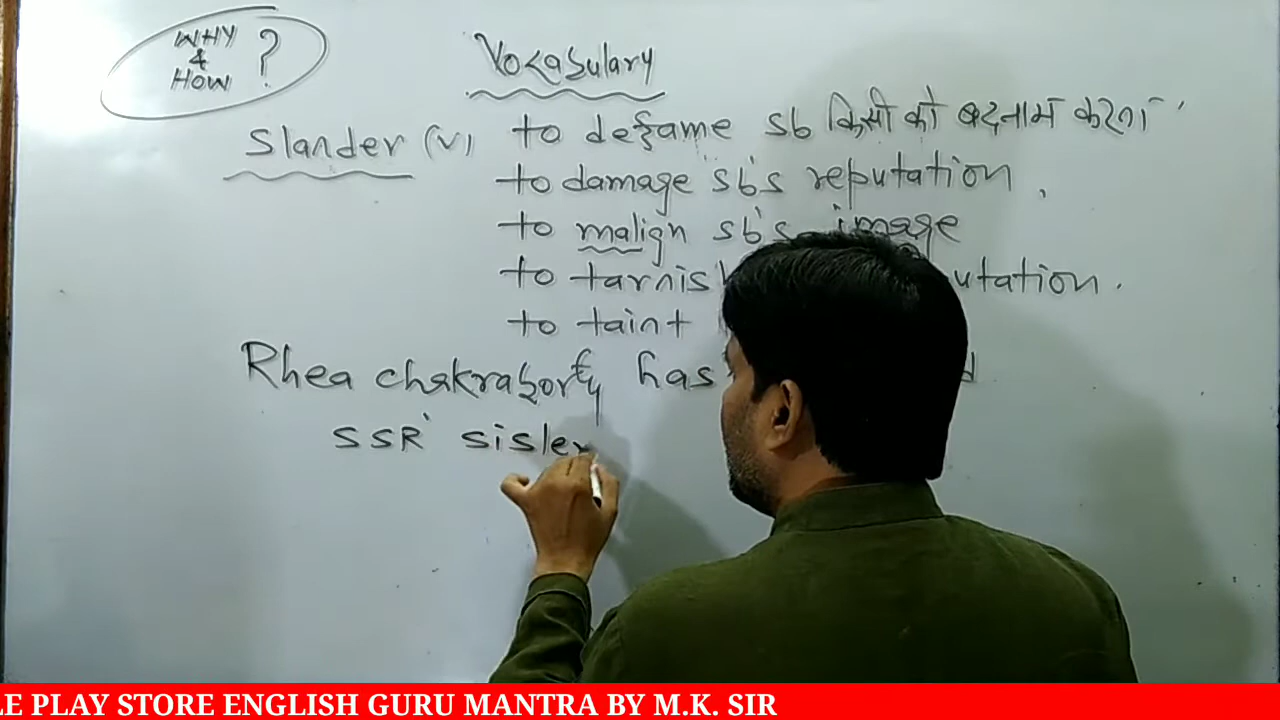 WHY
&
HOW ?
Vocabulary
Slander (v) to defame sb किसी को बदनाम करना
to damage sb's reputation.
to malign sb's image
to tarnish
to taint
Rhea chakraborty has
SSR' sister
LE PLAY STORE ENGLISH GURU MANTRA BY M.K. SIR